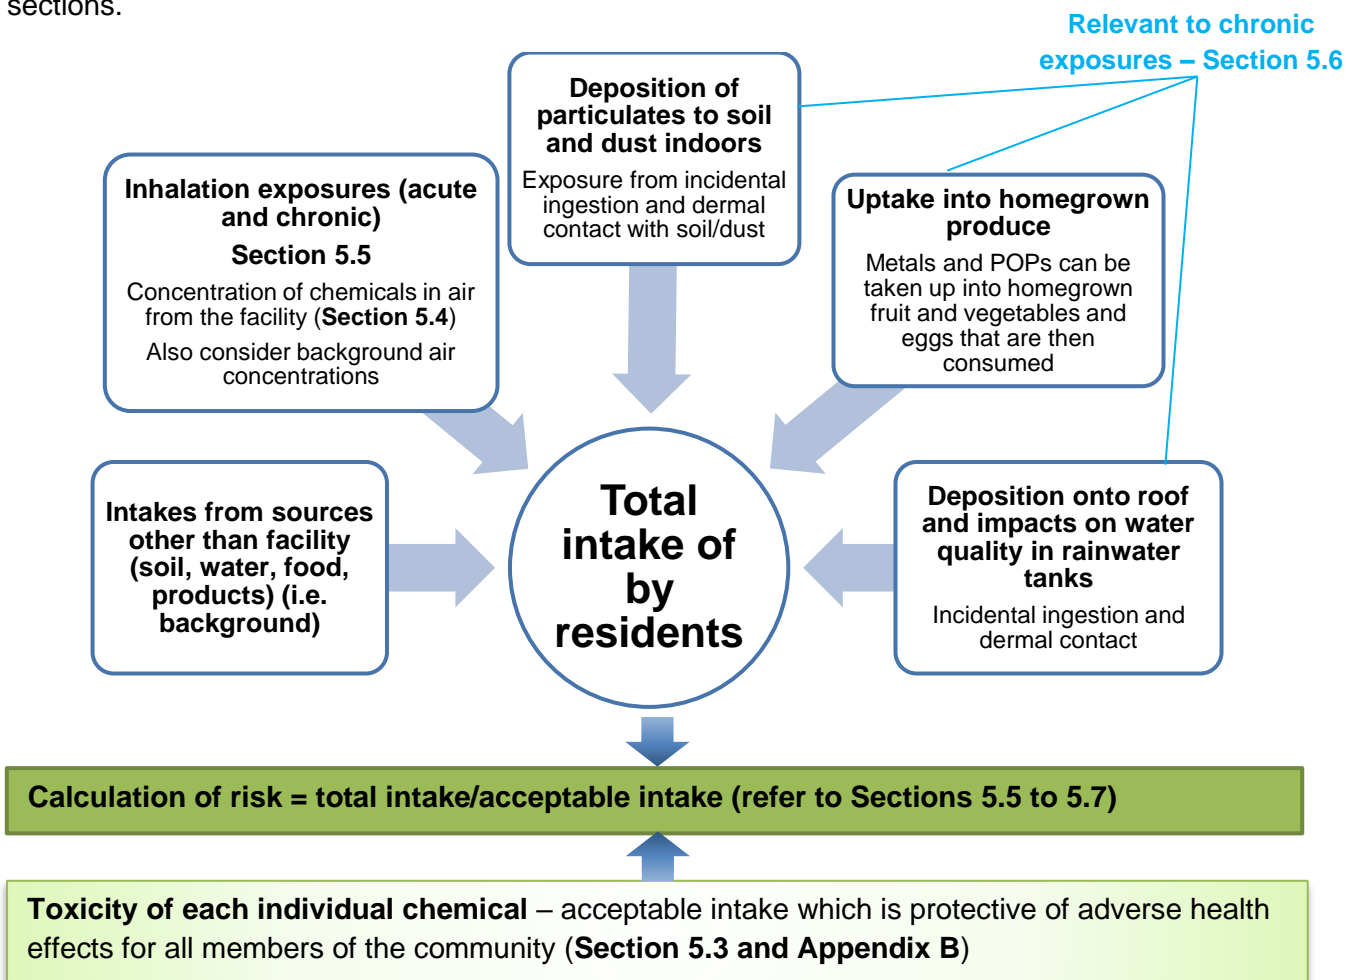 sections.
Relevant to chronic
exposures – Section 5.6
Deposition of
particulates to soil
and dust indoors
Exposure from incidental
ingestion and dermal
contact with soil/dust
Inhalation exposures (acute
and chronic)
Section 5.5
Concentration of chemicals in air
from the facility (Section 5.4)
Also consider background air
concentrations
Uptake into homegrown
produce
Metals and POPs can be
taken up into homegrown
fruit and vegetables and
eggs that are then
consumed
Intakes from sources
other than facility
(soil, water, food,
products) (i.e.
background)
Total
intake of
by
residents
Deposition onto roof
and impacts on water
quality in rainwater
tanks
Incidental ingestion and
dermal contact
Calculation of risk = total intake/acceptable intake (refer to Sections 5.5 to 5.7)
Toxicity of each individual chemical – acceptable intake which is protective of adverse health
effects for all members of the community (Section 5.3 and Appendix B)